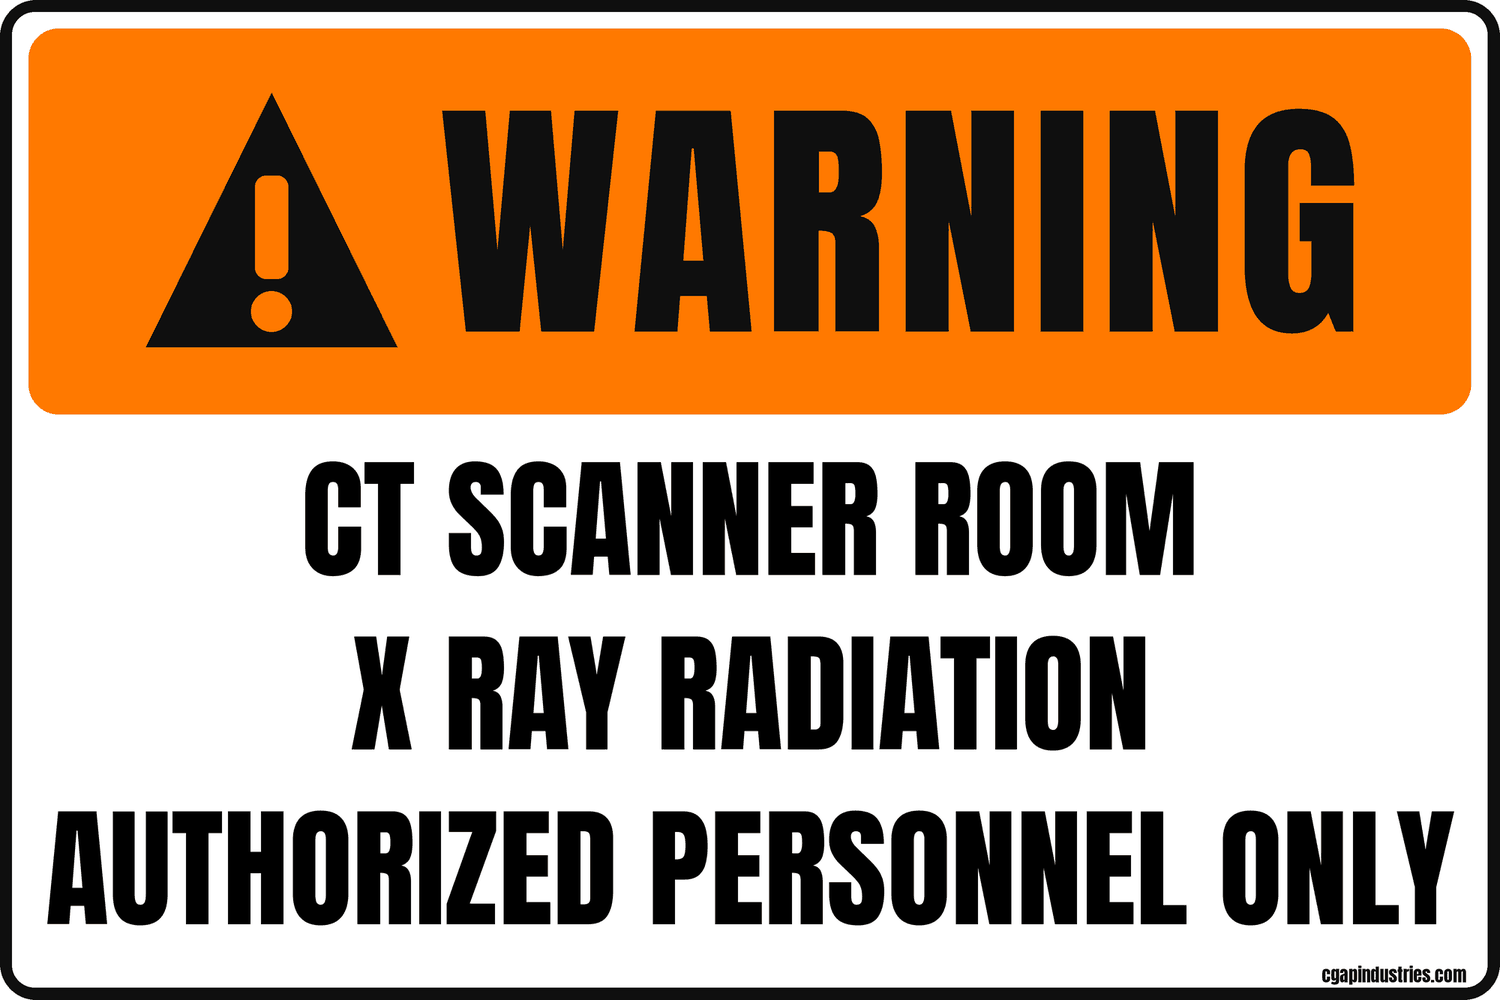 WARNING
CT SCANNER ROOM
X RAY RADIATION
AUTHORIZED PERSONNEL ONLY
cgapindustries.com